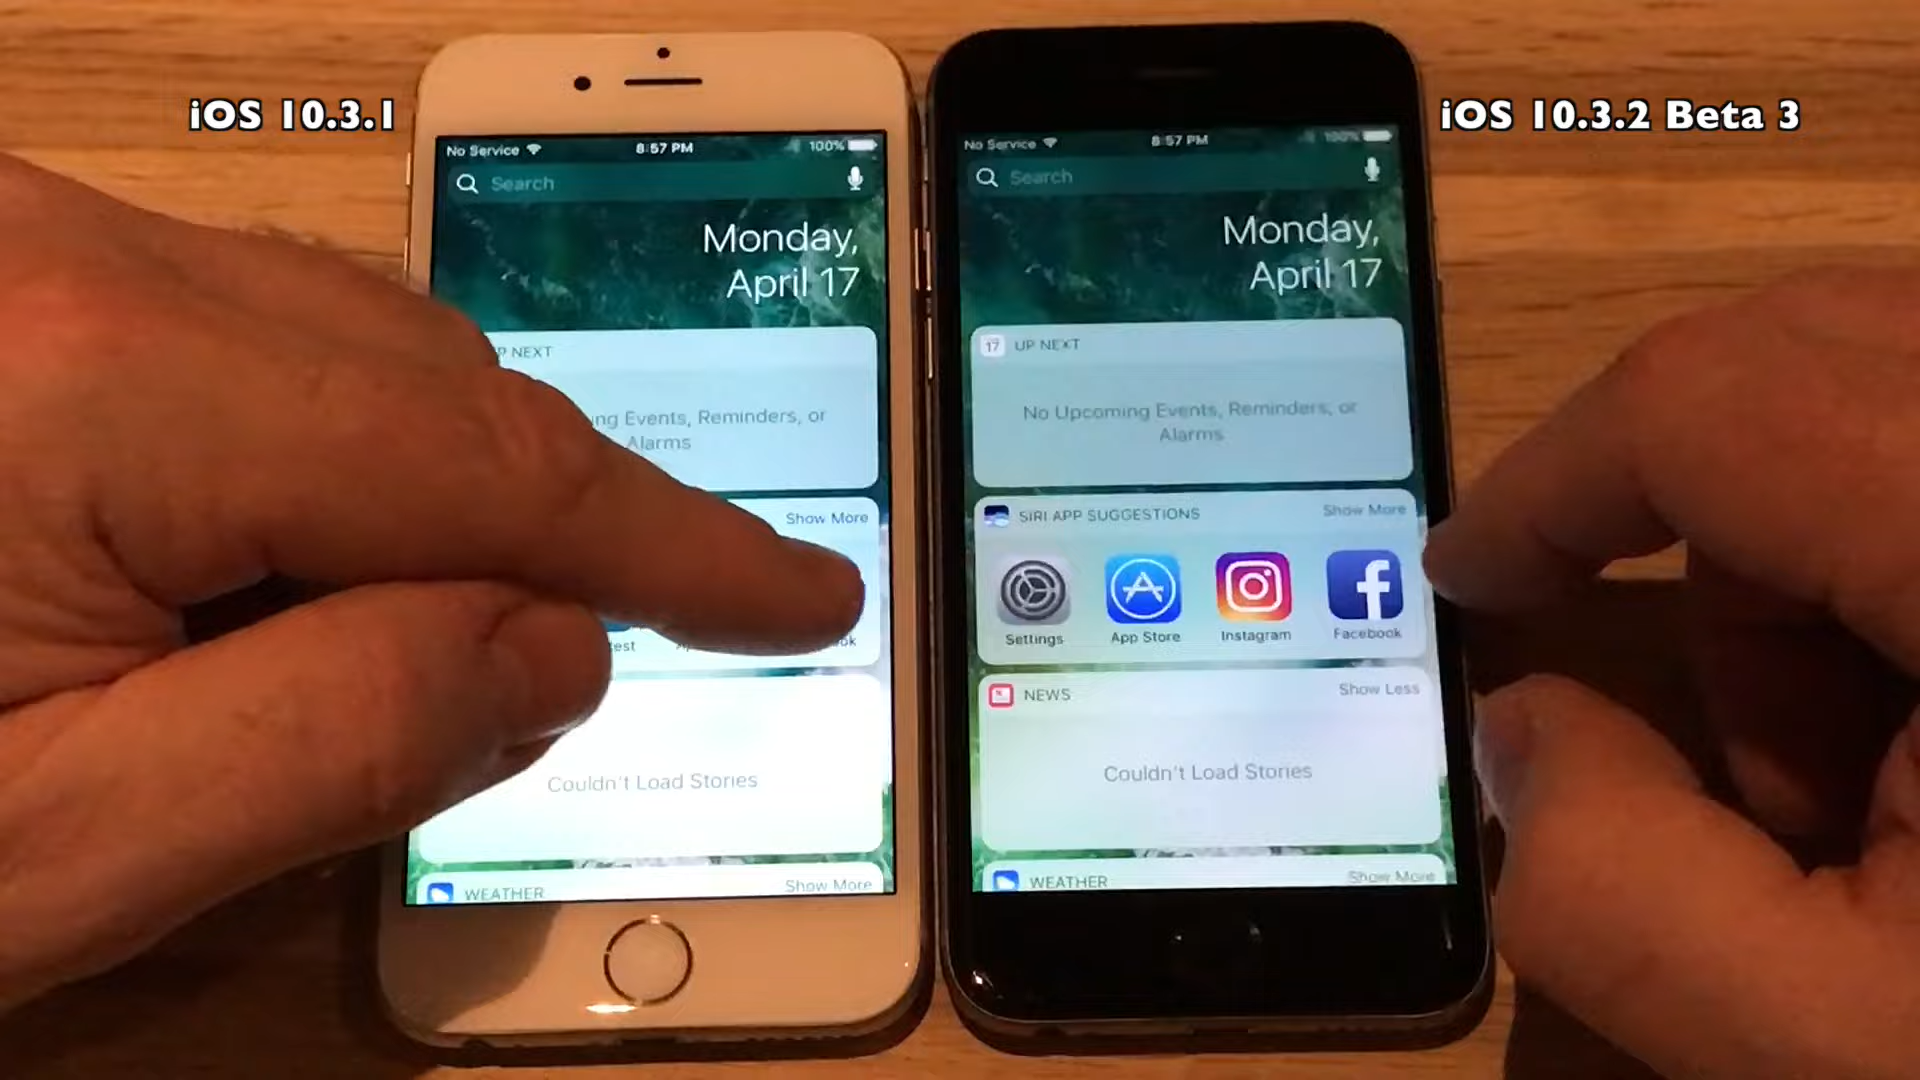 iOS 10.3.1
No Service
8:57 PM
100%
Search
Monday,
April 17
P NEXT
ing Events, Reminders, or
Alarms
Show More
test
ok
Couldn't Load Stories
WEATHER
Show More
iOS 10.3.2 Beta 3
No Service
8:57 PM
100%
Search
Monday,
April 17
17
UP NEXT
No Upcoming Events, Reminders, or
Alarms
SIRI APP SUGGESTIONS
Show More
Settings
App Store
Instagram
Facebook
NEWS
Show Less
Couldn't Load Stories
WEATHER
Show More